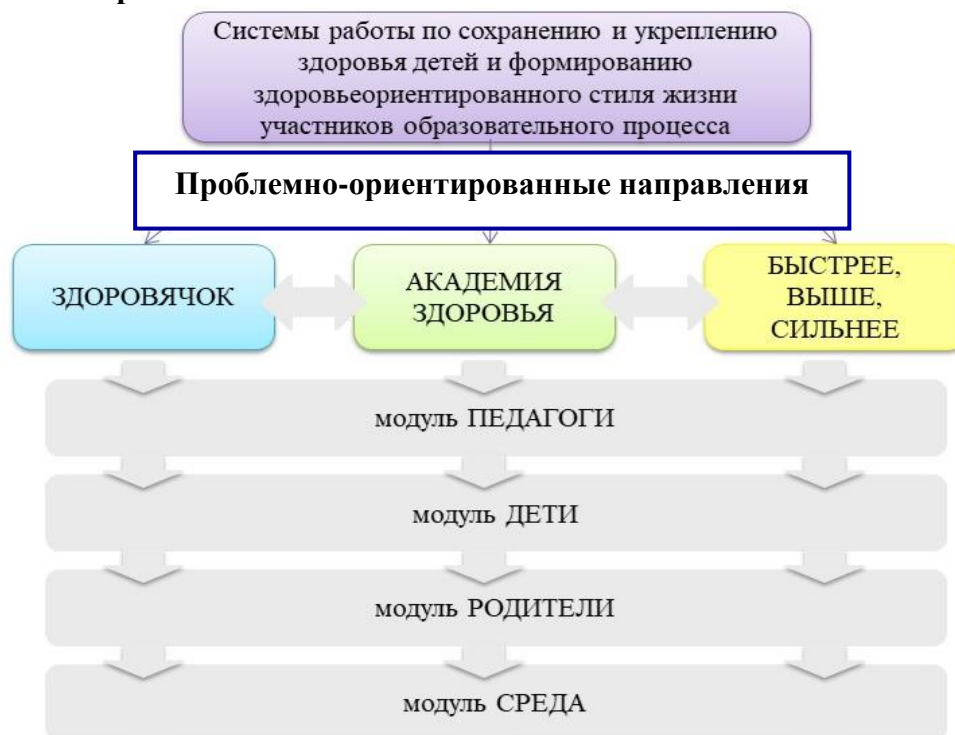 Системы работы по сохранению и укреплению
здоровья детей и формированию
здоровьеориентированного стиля жизни
участников образовательного процесса
Проблемно-ориентированные направления
ЗДОРОВЯЧОК
АКАДЕМИЯ
ЗДОРОВЬЯ
БЫСТРЕЕ,
ВЫШЕ,
СИЛЬНЕЕ
модуль ПЕДАГОГИ
модуль ДЕТИ
модуль РОДИТЕЛИ
модуль СРЕДА